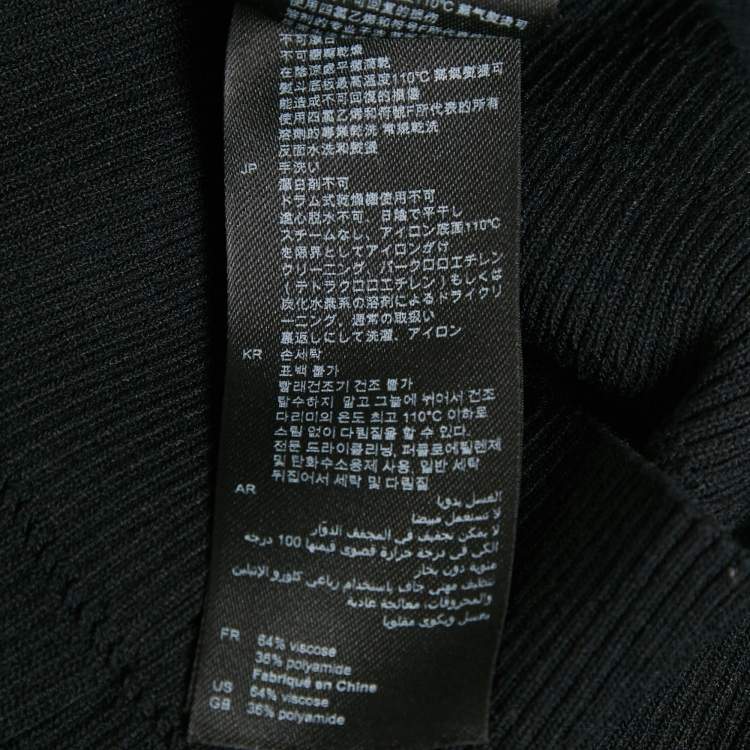 不可漂白
不可翻轉乾燥
在陰涼處平攤滴乾
熨斗底板最高溫度110℃ 蒸氣熨燙可
能造成不可回復的損傷
使用四氯乙烯和符號F所代表的所有
溶劑的專業乾洗 常規乾洗
反面水洗和熨燙
JP 手洗い
漂白剤不可
ドラム式乾燥機使用不可
遠心脱水不可、日陰で平干し
スチームなし、アイロン底面110℃
を限界としてアイロンがけ
クリーニング、パークロロエチレン
(テトラクロロエチレン)もしくは
炭化水素系の溶剤によるドライクリ
ーニング、通常の取扱い
裏返しにして洗濯、アイロン
KR 손세탁
표백 불가
빨래건조기 건조 불가
탈수하지 말고 그늘에 뉘어서 건조
다리미의 온도 최고 110°C 이하로
스팀 없이 다림질을 할 수 있다.
전문 드라이클리닝, 퍼클로로에틸렌제
및 탄화수소용제 사용, 일반 세탁
뒤집어서 세탁 및 다림질
AR الغسل يدويا
لا تستعمل مبيضا
لا يمكن تجفيف في المجفف الدوّار
الكي في درجة حرارة قصوى قيمتها 100 درجة
مئوية دون بخار
تنظيف مهني جاف باستخدام رباعي كلورو الإثيلين
والمحروقات، معالجة عادية
يغسل ويكوى مقلوبا
FR 64% viscose
36% polyamide
Fabriqué en Chine
US 64% viscose
GB 36% polyamide